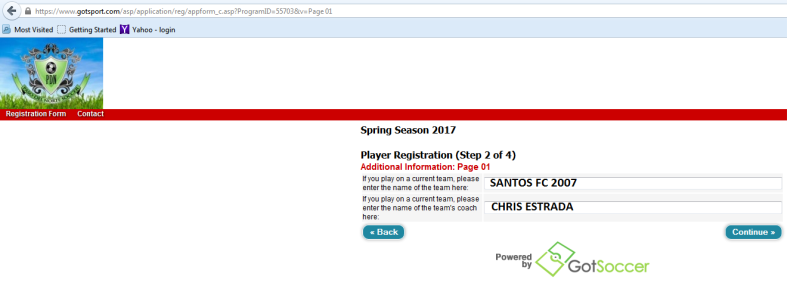 https://www.gotsport.com/asp/application/reg/appform_c.asp?ProgramID=55703&v=Page 01
Most Visited Getting Started Yahoo - login
PDN
Registration Form Contact
Spring Season 2017
Player Registration (Step 2 of 4)
Additional Information: Page 01
If you play on a current team, please
enter the name of the team here:
SANTOS FC 2007
If you play on a current team, please
enter the name of the team's coach
here:
CHRIS ESTRADA
« Back
Continue »
Powered
by
GotSoccer